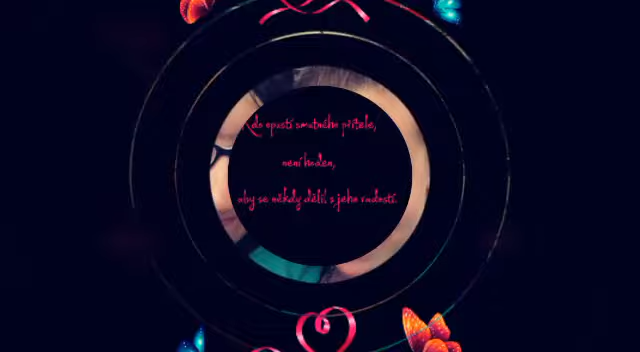 Kdo opustí smutného přítele,
není hoden,
aby se někdy dělil s jeho radostí.